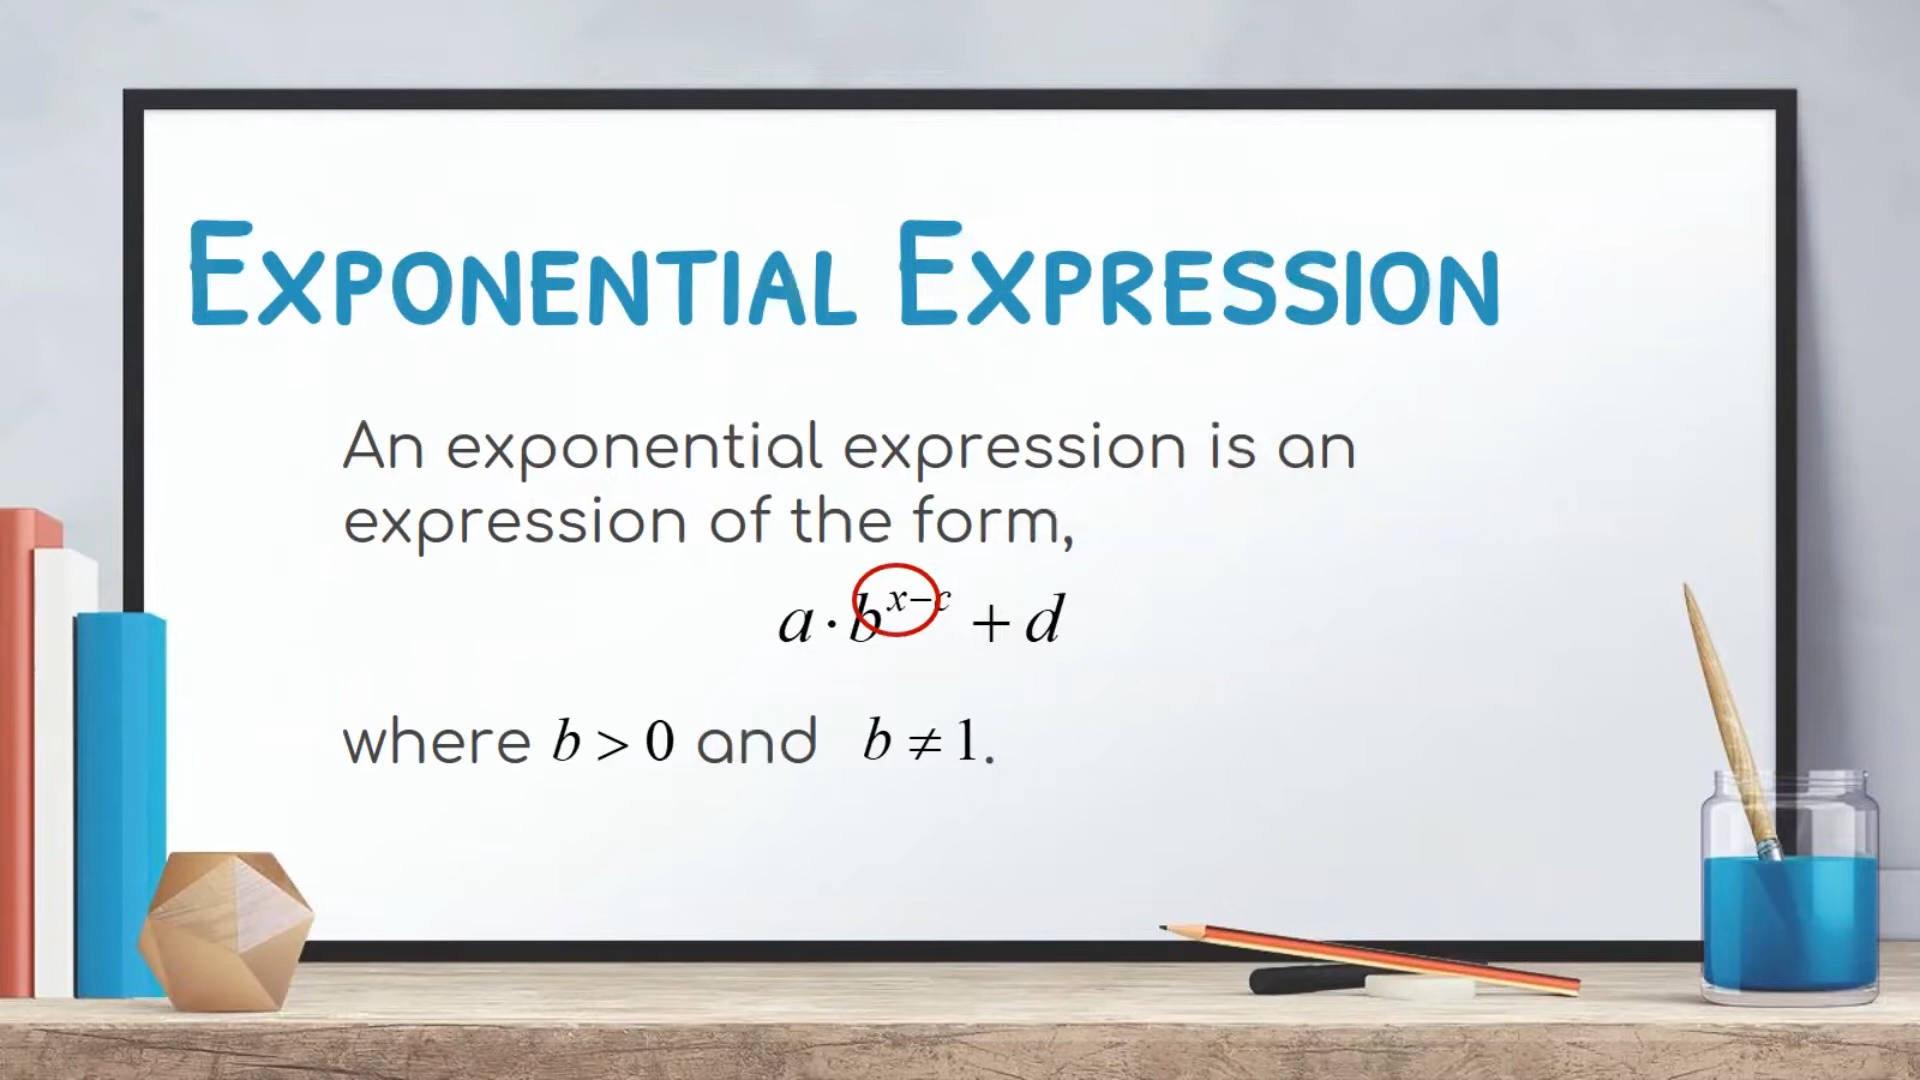 EXPONENTIAL EXPRESSION
An exponential expression is an
expression of the form,
a · b^{x−c} + d
where b > 0 and b ≠ 1.